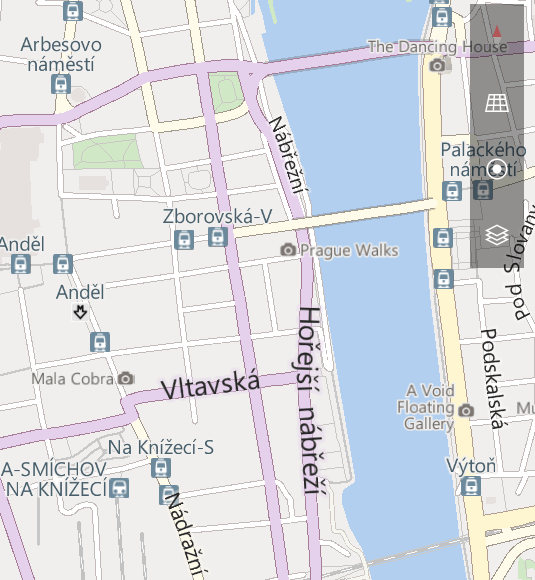 Arbesovo
náměstí
The Dancing House
Nábřežní
Palackého
náměstí
Zborovská-V
Anděl
Prague Walks
Slovany
pod S
Anděl
Hořejší nábřeží
Podskalská
Mala Cobra
Vltavská
A Void
Floating
Gallery
Mu
Na Knížecí-S
A-SMÍCHOV
NA KNÍŽECÍ
Výtoň
Nádražní